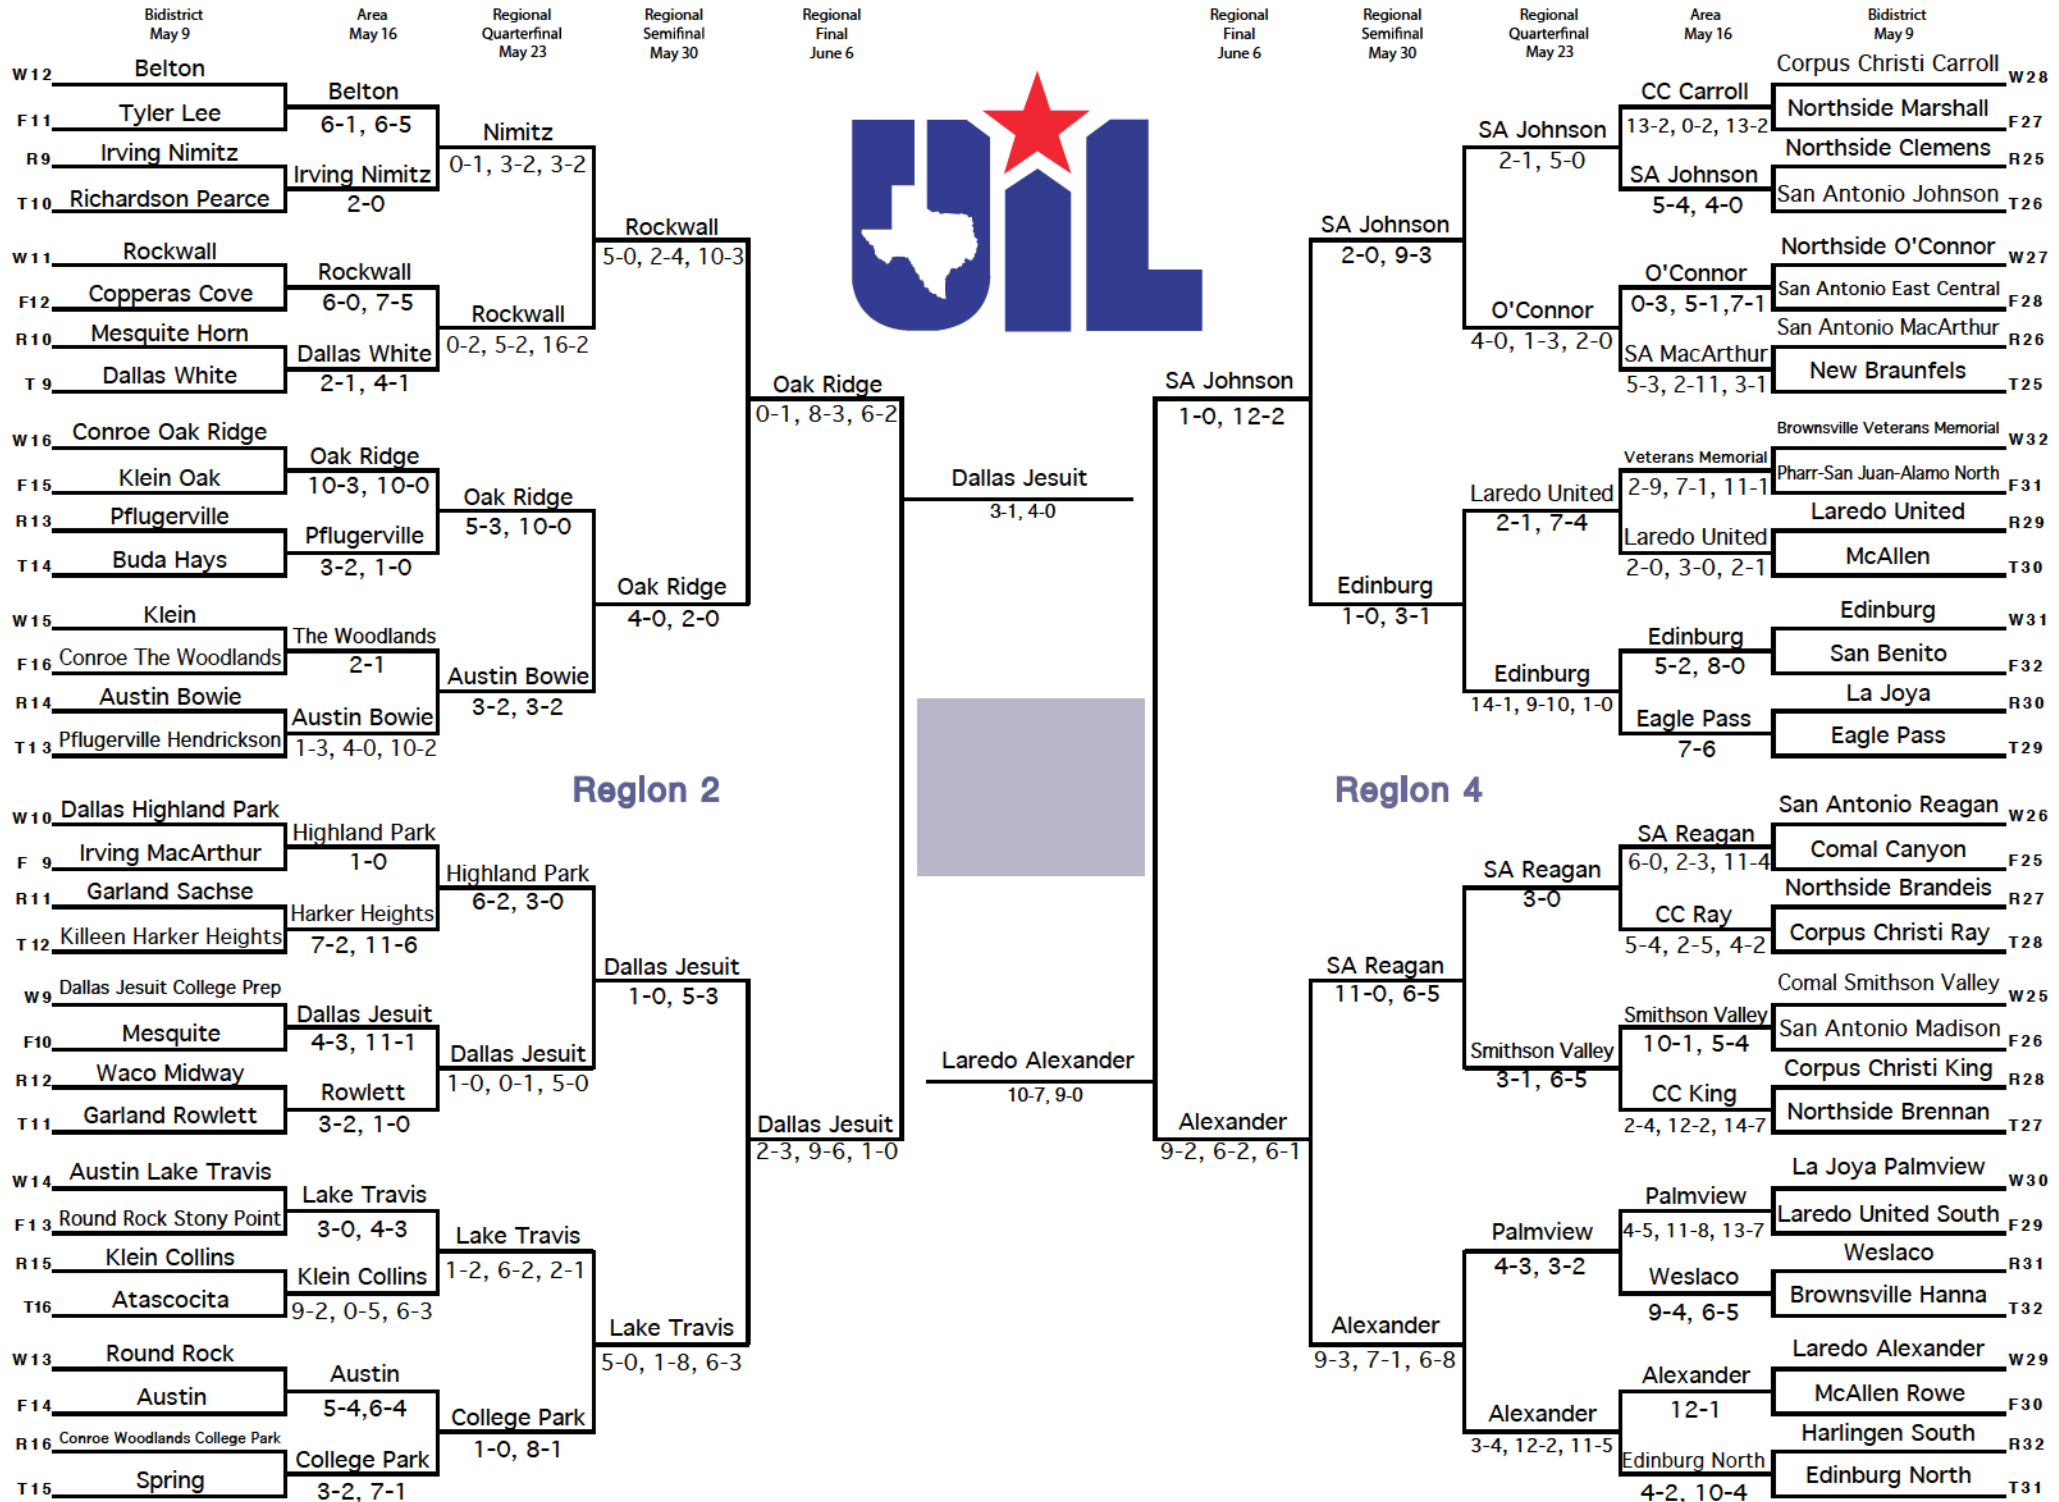 Bidistrict
May 9
Area
May 16
Regional
Quarterfinal
May 23
Regional
Semifinal
May 30
Regional
Final
June 6
Regional
Final
June 6
Regional
Semifinal
May 30
Regional
Quarterfinal
May 23
Area
May 16
Bidistrict
May 9
UIL
W12 Belton
F11 Tyler Lee
R9 Irving Nimitz
T10 Richardson Pearce
W11 Rockwall
F12 Copperas Cove
R10 Mesquite Horn
T 9 Dallas White
W16 Conroe Oak Ridge
F15 Klein Oak
R13 Pflugerville
T14 Buda Hays
W15 Klein
F16 Conroe The Woodlands
R14 Austin Bowie
T13 Pflugerville Hendrickson
W10 Dallas Highland Park
F 9 Irving MacArthur
R11 Garland Sachse
T12 Killeen Harker Heights
W9 Dallas Jesuit College Prep
F10 Mesquite
R12 Waco Midway
T11 Garland Rowlett
W14 Austin Lake Travis
F13 Round Rock Stony Point
R15 Klein Collins
T16 Atascocita
W13 Round Rock
F14 Austin
R16 Conroe Woodlands College Park
T15 Spring
Belton
6-1, 6-5
Irving Nimitz
2-0
Rockwall
6-0, 7-5
Dallas White
2-1, 4-1
Oak Ridge
10-3, 10-0
Pflugerville
3-2, 1-0
The Woodlands
2-1
Austin Bowie
1-3, 4-0, 10-2
Highland Park
1-0
Harker Heights
7-2, 11-6
Dallas Jesuit
4-3, 11-1
Rowlett
3-2, 1-0
Lake Travis
3-0, 4-3
Klein Collins
9-2, 0-5, 6-3
Austin
5-4,6-4
College Park
3-2, 7-1
Nimitz
0-1, 3-2, 3-2
Rockwall
0-2, 5-2, 16-2
Oak Ridge
5-3, 10-0
Austin Bowie
3-2, 3-2
Highland Park
6-2, 3-0
Dallas Jesuit
1-0, 0-1, 5-0
Lake Travis
1-2, 6-2, 2-1
College Park
1-0, 8-1
Rockwall
5-0, 2-4, 10-3
Oak Ridge
4-0, 2-0
Region 2
Dallas Jesuit
1-0, 5-3
Lake Travis
5-0, 1-8, 6-3
Oak Ridge
0-1, 8-3, 6-2
Dallas Jesuit
2-3, 9-6, 1-0
Dallas Jesuit
3-1, 4-0
Laredo Alexander
10-7, 9-0
SA Johnson
1-0, 12-2
Alexander
9-2, 6-2, 6-1
SA Johnson
2-0, 9-3
Edinburg
1-0, 3-1
Region 4
SA Reagan
11-0, 6-5
Alexander
9-3, 7-1, 6-8
SA Johnson
2-1, 5-0
O'Connor
4-0, 1-3, 2-0
Laredo United
2-1, 7-4
Edinburg
14-1, 9-10, 1-0
SA Reagan
3-0
Smithson Valley
3-1, 6-5
Palmview
4-3, 3-2
Alexander
3-4, 12-2, 11-5
CC Carroll
13-2, 0-2, 13-2
SA Johnson
5-4, 4-0
O'Connor
0-3, 5-1,7-1
SA MacArthur
5-3, 2-11, 3-1
Veterans Memorial
2-9, 7-1, 11-1
Laredo United
2-0, 3-0, 2-1
Edinburg
5-2, 8-0
Eagle Pass
7-6
SA Reagan
6-0, 2-3, 11-4
CC Ray
5-4, 2-5, 4-2
Smithson Valley
10-1, 5-4
CC King
2-4, 12-2, 14-7
Palmview
4-5, 11-8, 13-7
Weslaco
9-4, 6-5
Alexander
12-1
Edinburg North
4-2, 10-4
Corpus Christi Carroll W28
Northside Marshall F27
Northside Clemens R25
San Antonio Johnson T26
Northside O'Connor W27
San Antonio East Central F28
San Antonio MacArthur R26
New Braunfels T25
Brownsville Veterans Memorial W32
Pharr-San Juan-Alamo North F31
Laredo United R29
McAllen T30
Edinburg W31
San Benito F32
La Joya R30
Eagle Pass T29
San Antonio Reagan W26
Comal Canyon F25
Northside Brandeis R27
Corpus Christi Ray T28
Comal Smithson Valley W25
San Antonio Madison F26
Corpus Christi King R28
Northside Brennan T27
La Joya Palmview W30
Laredo United South F29
Weslaco R31
Brownsville Hanna T32
Laredo Alexander W29
McAllen Rowe F30
Harlingen South R32
Edinburg North T31